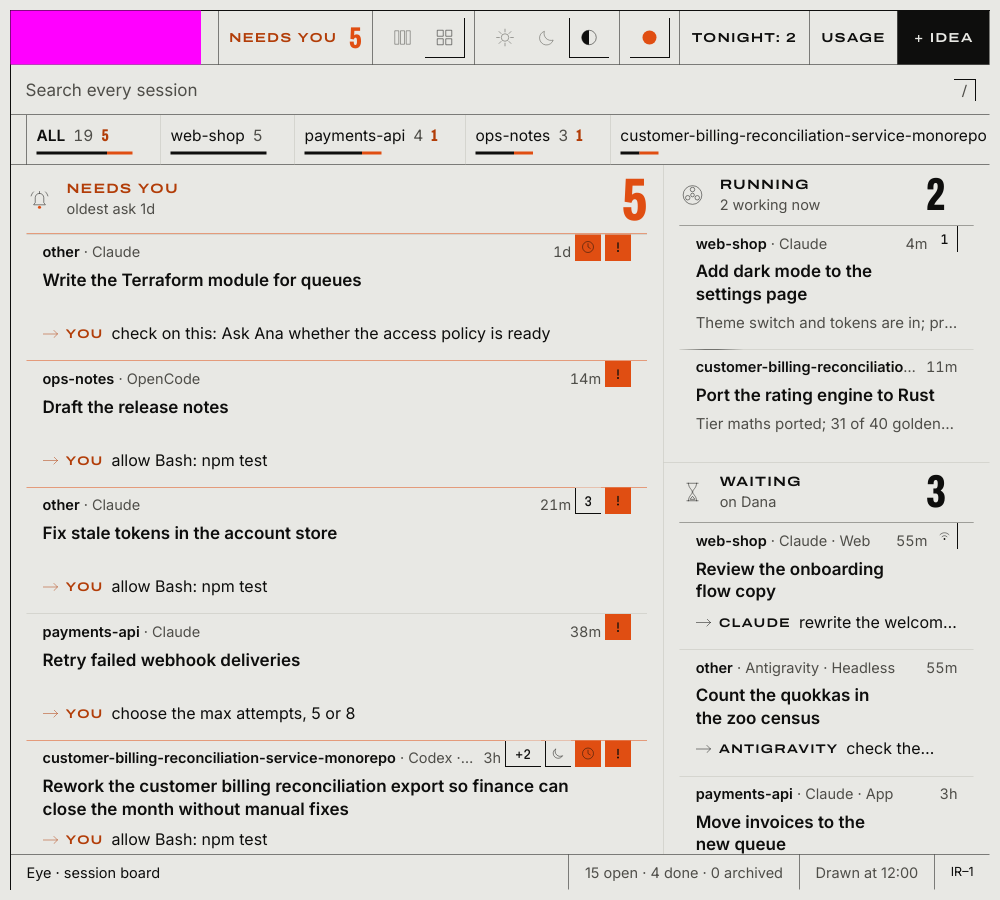 NEEDS YOU 5
TONIGHT: 2
USAGE
+ IDEA
Search every session
/
ALL 19 5
web-shop 5
payments-api 4 1
ops-notes 3 1
customer-billing-reconciliation-service-monorepo
NEEDS YOU
oldest ask 1d
5
other · Claude 1d !
Write the Terraform module for queues
→ YOU check on this: Ask Ana whether the access policy is ready
ops-notes · OpenCode 14m !
Draft the release notes
→ YOU allow Bash: npm test
other · Claude 21m 3 !
Fix stale tokens in the account store
→ YOU allow Bash: npm test
payments-api · Claude 38m !
Retry failed webhook deliveries
→ YOU choose the max attempts, 5 or 8
customer-billing-reconciliation-service-monorepo · Codex ·... 3h +2 !
Rework the customer billing reconciliation export so finance can
close the month without manual fixes
→ YOU allow Bash: npm test
RUNNING
2 working now
2
web-shop · Claude 4m 1
Add dark mode to the
settings page
Theme switch and tokens are in; pr...
customer-billing-reconciliatio... 11m
Port the rating engine to Rust
Tier maths ported; 31 of 40 golden...
WAITING
on Dana
3
web-shop · Claude · Web 55m
Review the onboarding
flow copy
→ CLAUDE rewrite the welcom...
other · Antigravity · Headless 55m
Count the quokkas in
the zoo census
→ ANTIGRAVITY check the...
payments-api · Claude · App 3h
Move invoices to the
new queue
Eye · session board
15 open · 4 done · 0 archived
Drawn at 12:00
IR–1